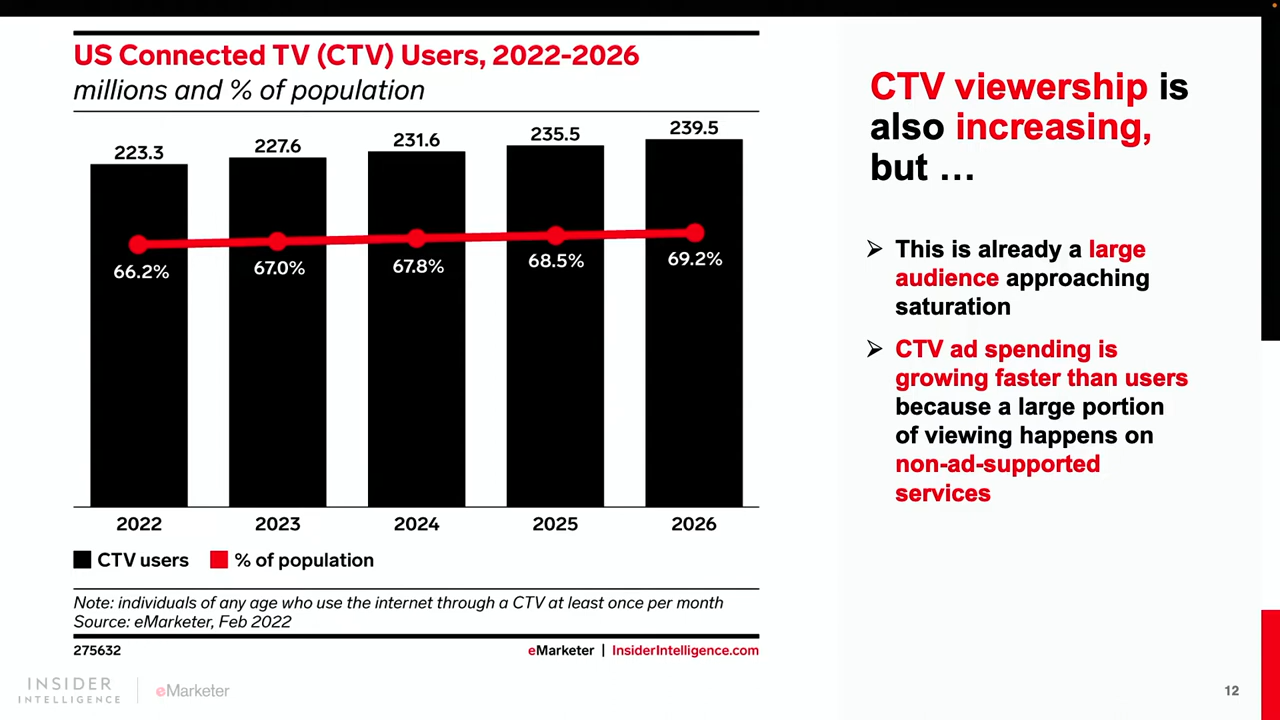 US Connected TV (CTV) Users, 2022-2026
millions and % of population
223.3
227.6
231.6
235.5
239.5
66.2%
67.0%
67.8%
68.5%
69.2%
2022
2023
2024
2025
2026
CTV users
% of population
Note: individuals of any age who use the internet through a CTV at least once per month
Source: eMarketer, Feb 2022
275632
eMarketer | InsiderIntelligence.com
CTV viewership is
also increasing,
but …
➢ This is already a large
audience approaching
saturation
➢ CTV ad spending is
growing faster than users
because a large portion
of viewing happens on
non-ad-supported
services
INSIDER
INTELLIGENCE
eMarketer
12